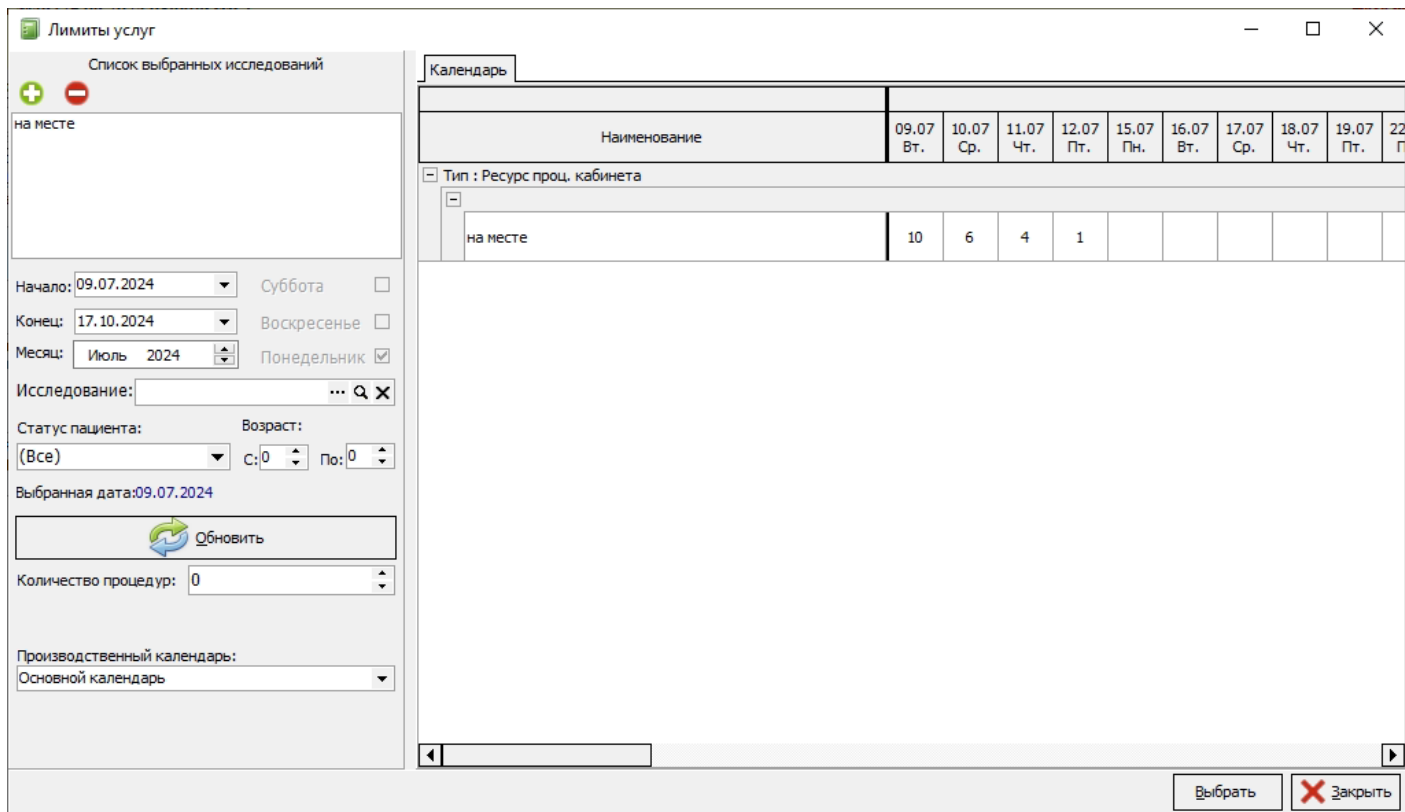 Лимиты услуг
Список выбранных исследований
на месте
Начало: 09.07.2024
Суббота
Конец: 17.10.2024
Воскресенье
Месяц: Июль 2024
Понедельник
Исследование:
Статус пациента:
Возраст:
(Все)
С: 0 По: 0
Выбранная дата:09.07.2024
Обновить
Количество процедур: 0
Производственный календарь:
Основной календарь
Календарь
Наименование
09.07 10.07 11.07 12.07 15.07 16.07 17.07 18.07 19.07 22
Вт. Ср. Чт. Пт. Пн. Вт. Ср. Чт. Пт.
Тип : Ресурс проц. кабинета
на месте 10 6 4 1
Выбрать Закрыть